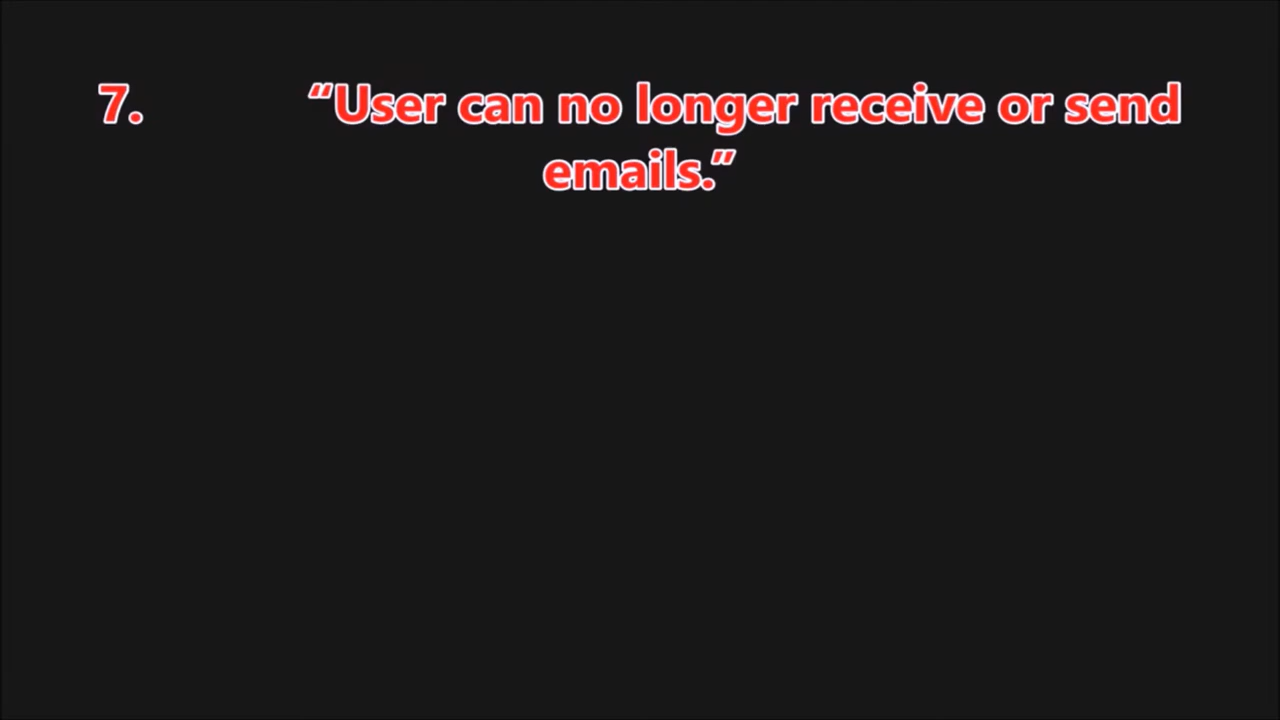 7. “User can no longer receive or send
emails.”